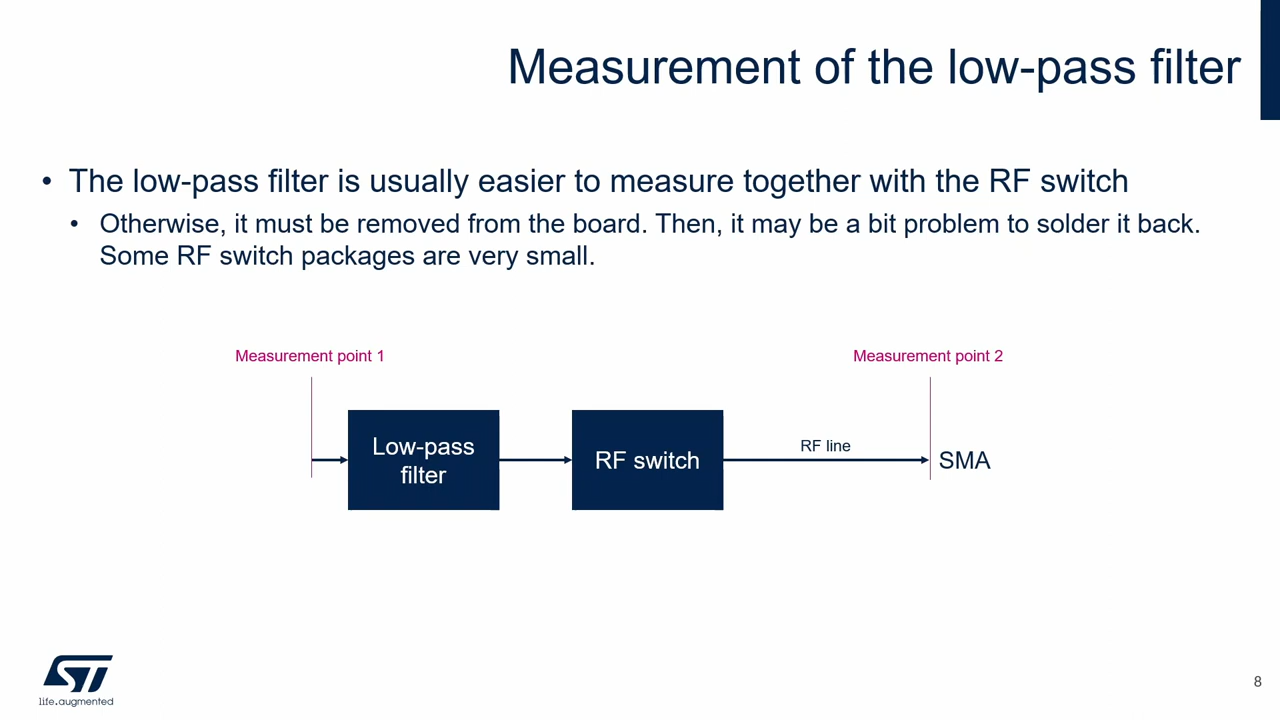 Measurement of the low-pass filter
• The low-pass filter is usually easier to measure together with the RF switch
• Otherwise, it must be removed from the board. Then, it may be a bit problem to solder it back.
Some RF switch packages are very small.
Measurement point 1
Measurement point 2
Low-pass
filter
RF switch
RF line
SMA
ST
life.augmented
8